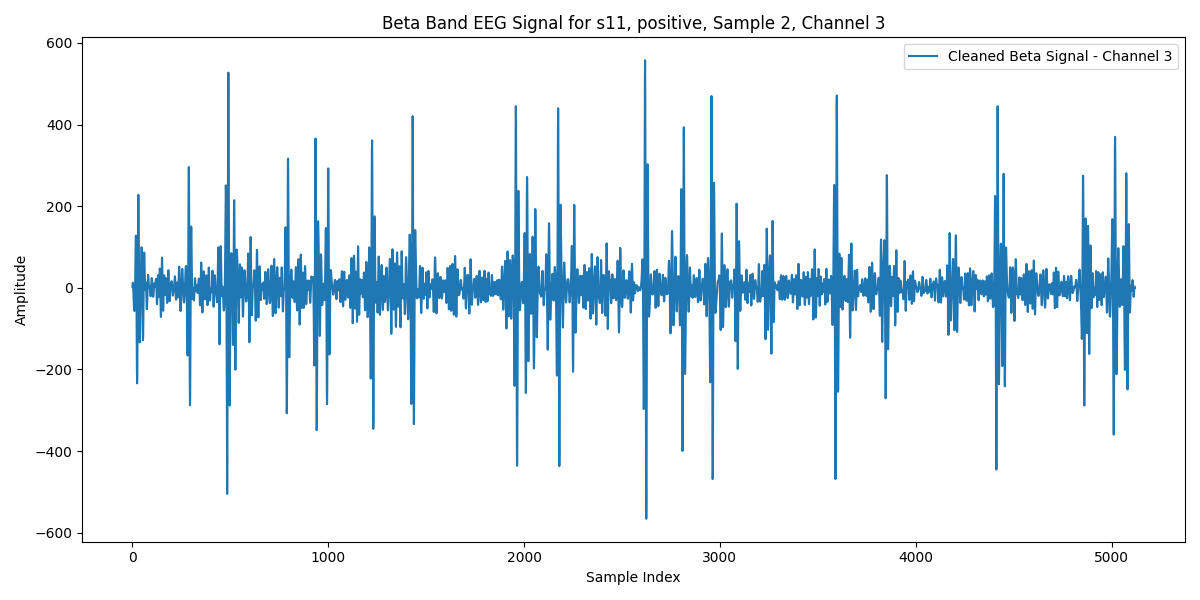 Beta Band EEG Signal for s11, positive, Sample 2, Channel 3
Cleaned Beta Signal - Channel 3
Amplitude
600
400
200
0
−200
−400
−600
0 1000 2000 3000 4000 5000
Sample Index